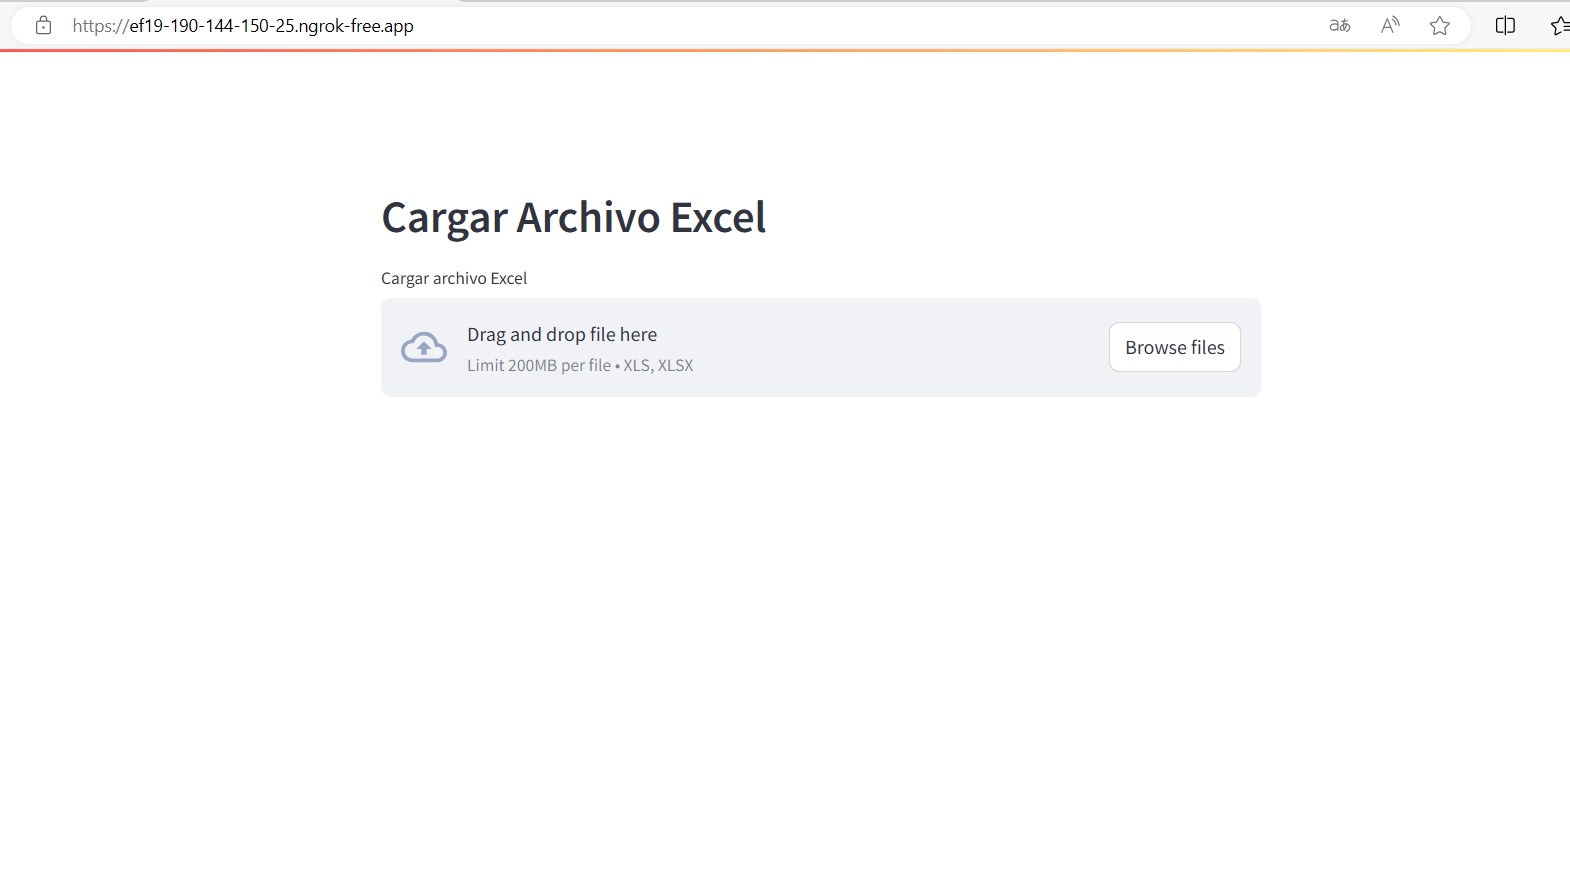 https://ef19-190-144-150-25.ngrok-free.app
Cargar Archivo Excel
Cargar archivo Excel
Drag and drop file here
Limit 200MB per file • XLS, XLSX
Browse files